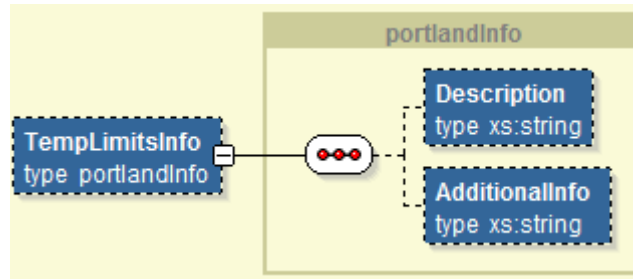 portlandInfo
TempLimitsInfo
type portlandInfo
Description
type xs:string
AdditionalInfo
type xs:string